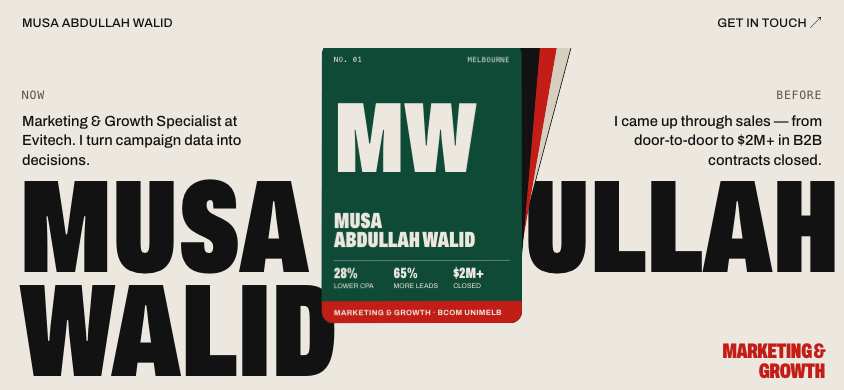 MUSA ABDULLAH WALID
GET IN TOUCH ↗
NOW
Marketing & Growth Specialist at
Evitech. I turn campaign data into
decisions.
NO. 01
MELBOURNE
MW
MUSA
ABDULLAH WALID
28%
LOWER CPA
65%
MORE LEADS
$2M+
CLOSED
MARKETING & GROWTH · BCOM UNIMELB
BEFORE
I came up through sales — from
door-to-door to $2M+ in B2B
contracts closed.
MUSA ULLAH
WALID
MARKETING &
GROWTH